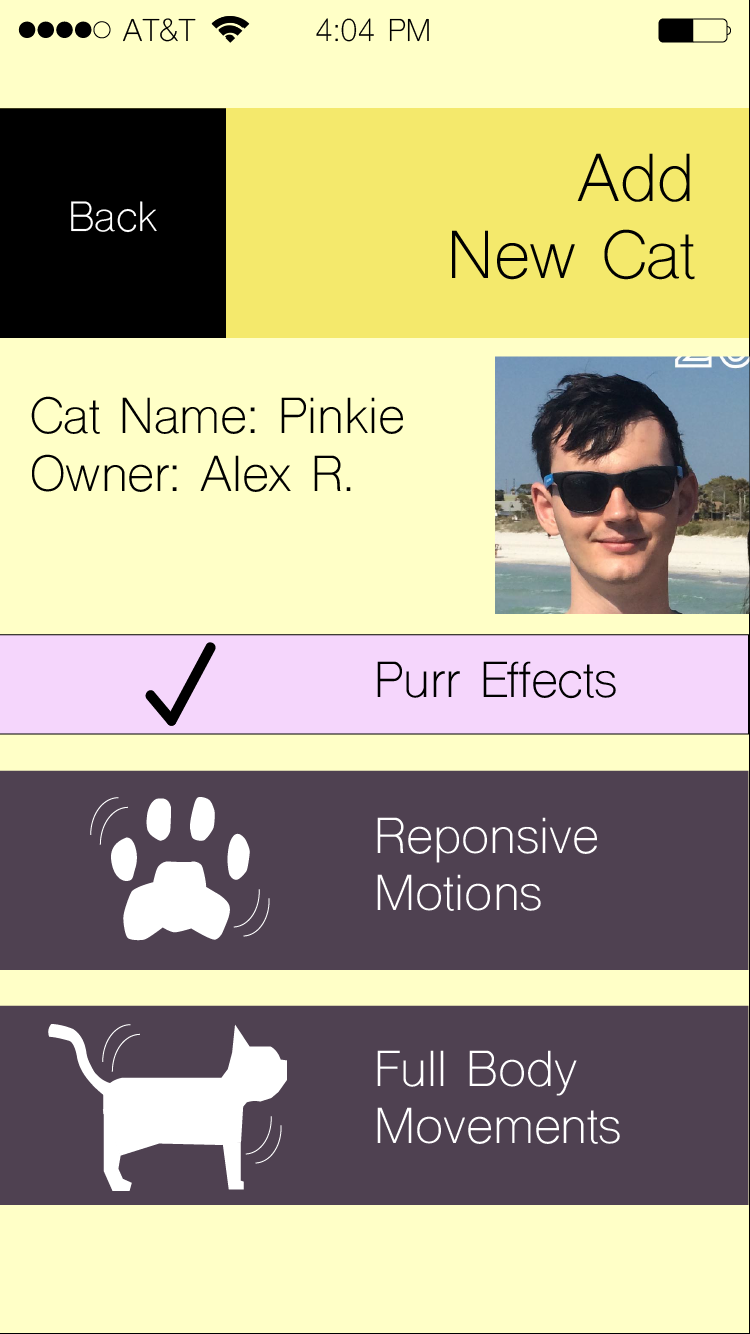 AT&T 4:04 PM
Back
Add
New Cat
Cat Name: Pinkie
Owner: Alex R.
Purr Effects
Reponsive
Motions
Full Body
Movements